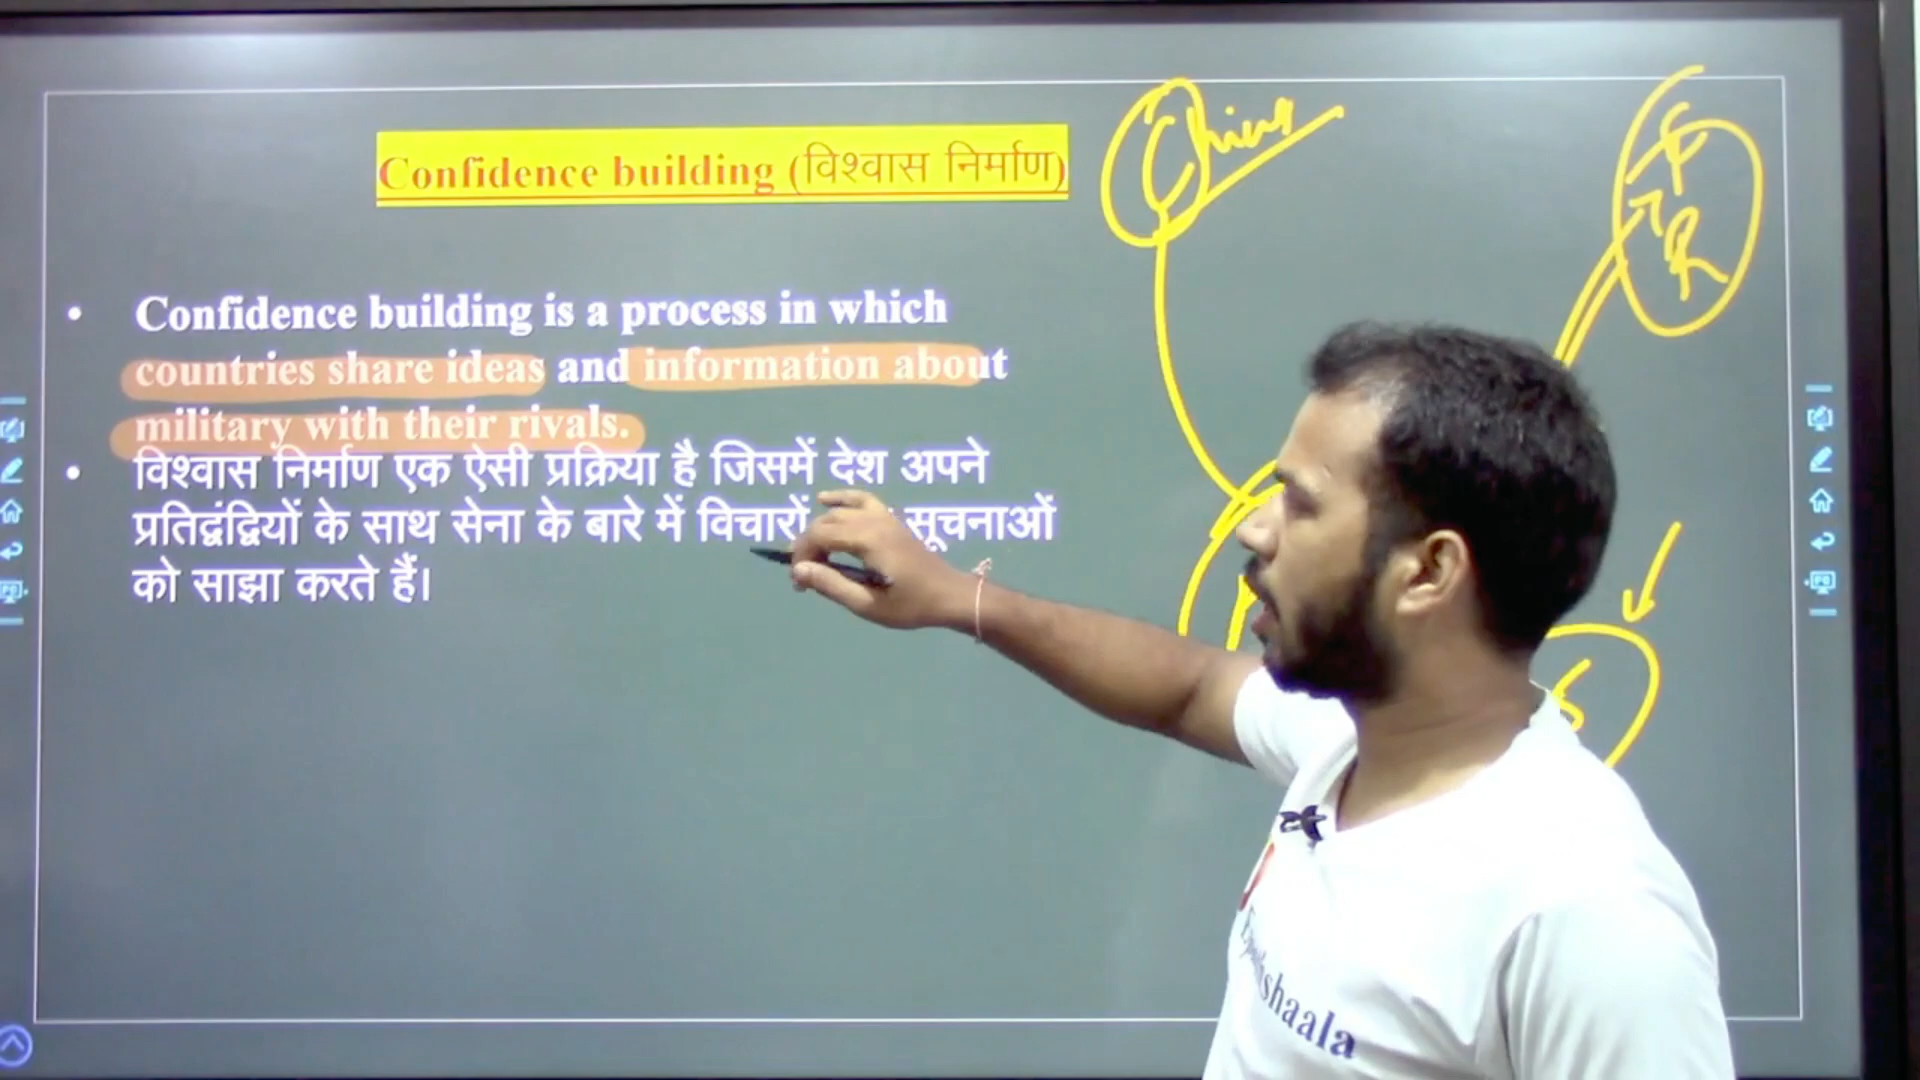 Confidence building (विश्वास निर्माण)
China
F
R
• Confidence building is a process in which
countries share ideas and information about
military with their rivals.
• विश्वास निर्माण एक ऐसी प्रक्रिया है जिसमें देश अपने
प्रतिद्वंद्वियों के साथ सेना के बारे में विचारों सूचनाओं
को साझा करते हैं।
S
shaala